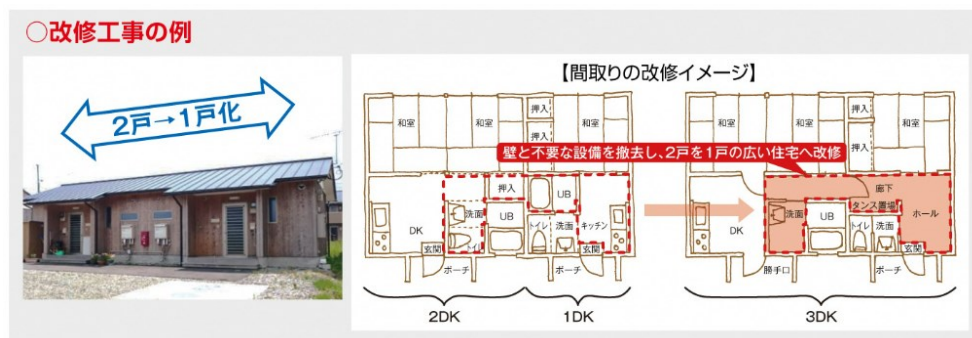 ○改修工事の例
2戸→1戸化
【間取りの改修イメージ】
和室
和室
押入
押入
和室
壁と不要な設備を撤去し、2戸を1戸の広い住宅へ改修
DK
洗面
トイレ
押入
UB
UB
トイレ
洗面
キッチン
玄関
玄関
ポーチ
ポーチ
2DK
1DK
和室
和室
押入
押入
和室
DK
洗面
UB
トイレ
洗面
廊下
タンス置場
ホール
玄関
勝手口
ポーチ
3DK